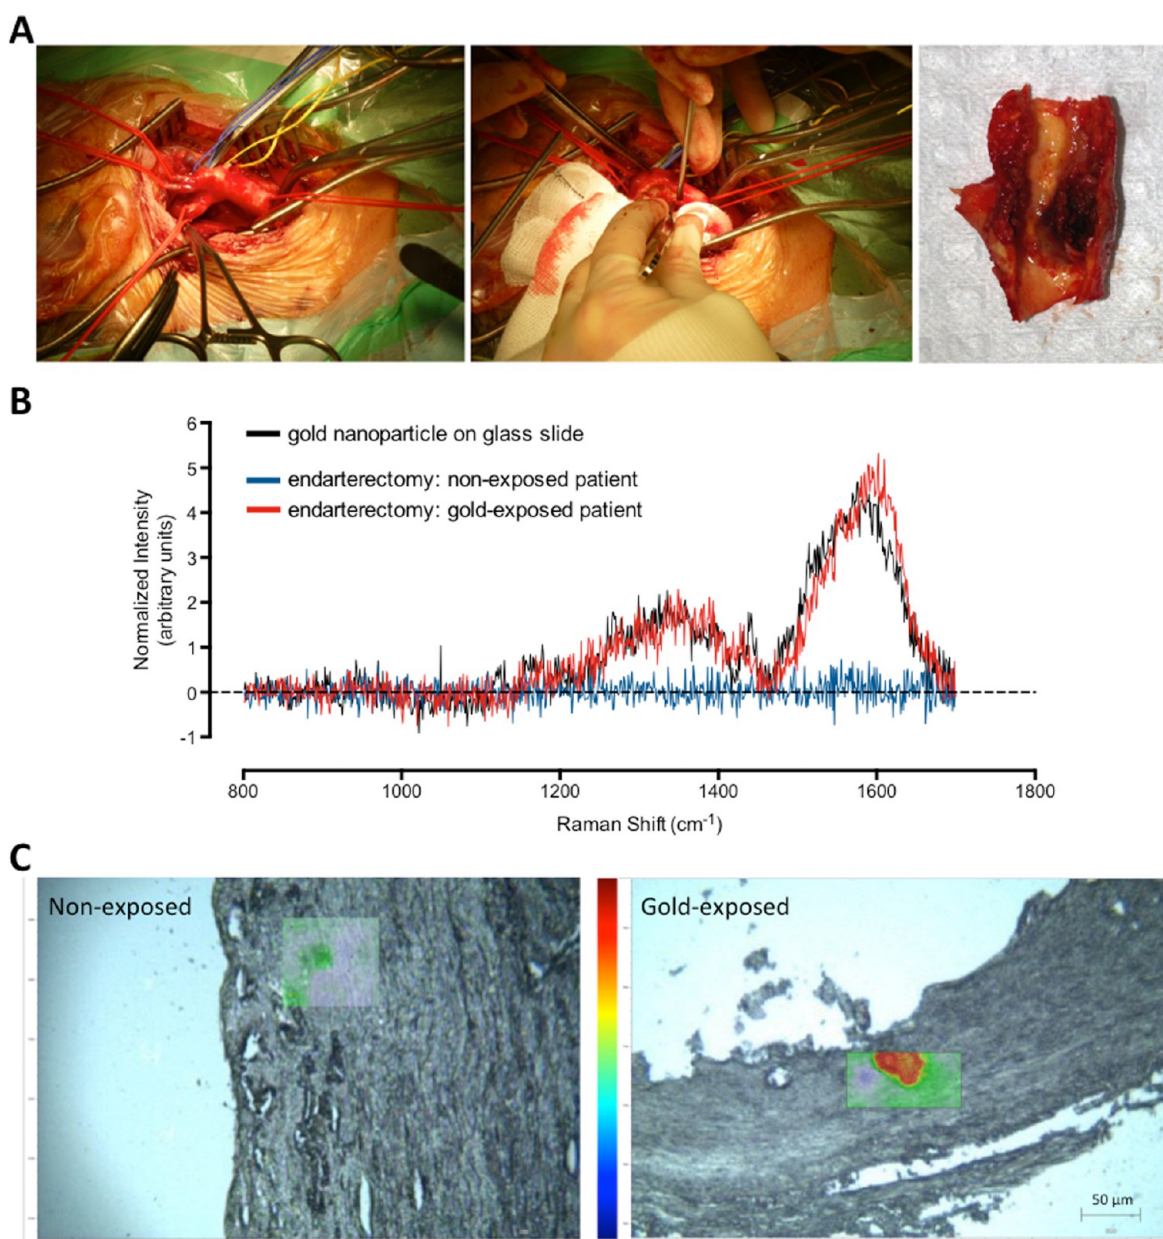 A
B
6
5
4
3
2
1
0
-1
Normalized Intensity
(arbitrary units)
gold nanoparticle on glass slide
endarterectomy: non-exposed patient
endarterectomy: gold-exposed patient
800 1000 1200 1400 1600 1800
Raman Shift (cm⁻¹)
C
Non-exposed
Gold-exposed
50 µm